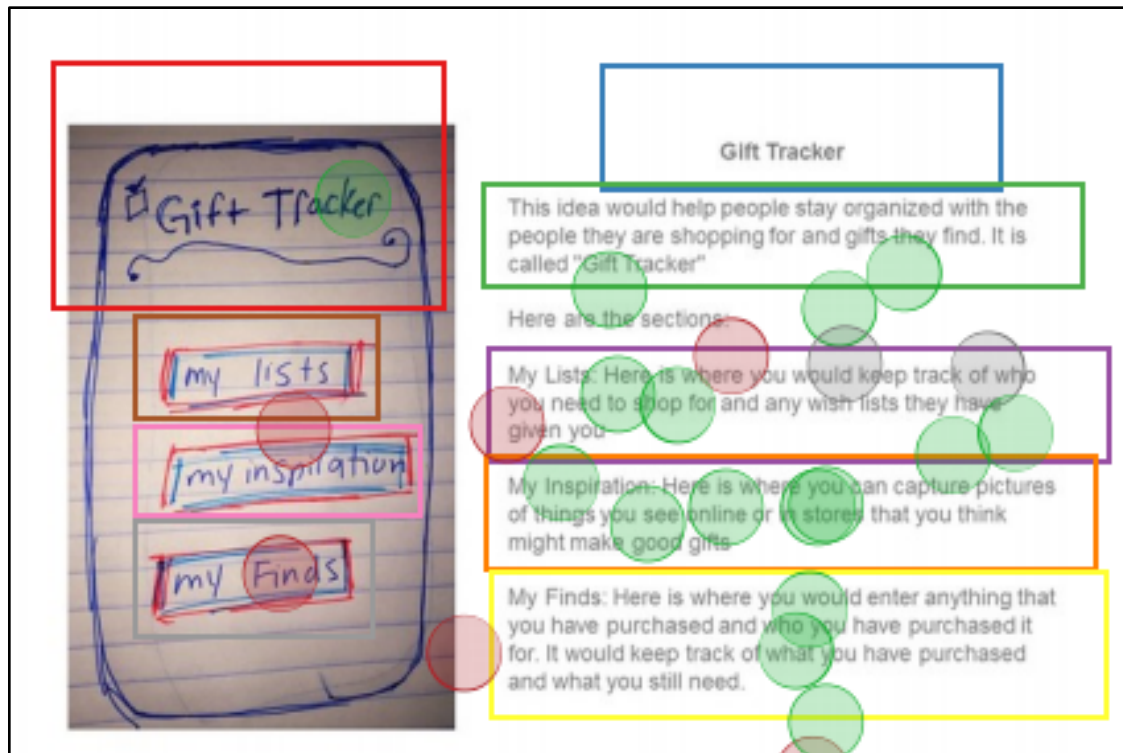 Gift Tracker
my lists
my inspiration
my Finds
Gift Tracker
This idea would help people stay organized with the
people they are shopping for and gifts they find. It is
called "Gift Tracker"
Here are the sections:
My Lists: Here is where you would keep track of who
you need to shop for and any wish lists they have
given you
My Inspiration: Here is where you can capture pictures
of things you see online or in stores that you think
might make good gifts
My Finds: Here is where you would enter anything that
you have purchased and who you have purchased it
for. It would keep track of what you have purchased
and what you still need.